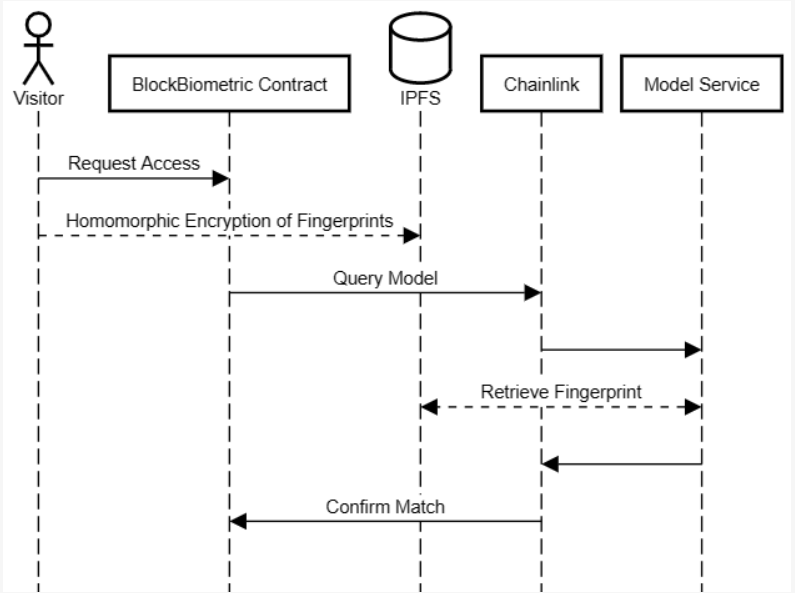 Visitor
BlockBiometric Contract
IPFS
Chainlink
Model Service
Request Access
Homomorphic Encryption of Fingerprints
Query Model
Retrieve Fingerprint
Confirm Match